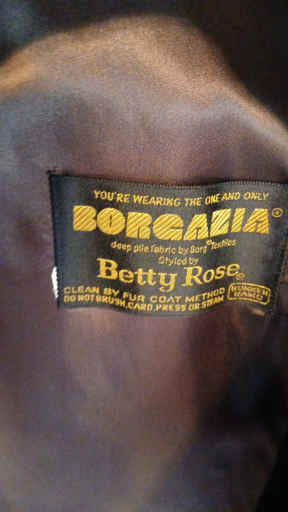 YOU'RE WEARING THE ONE AND ONLY
BORGAZIA®
deep pile fabric by Borg® Textiles
Styled by
Betty Rose®
CLEAN BY FUR COAT METHOD
DO NOT BRUSH, CARD, PRESS OR STEAM